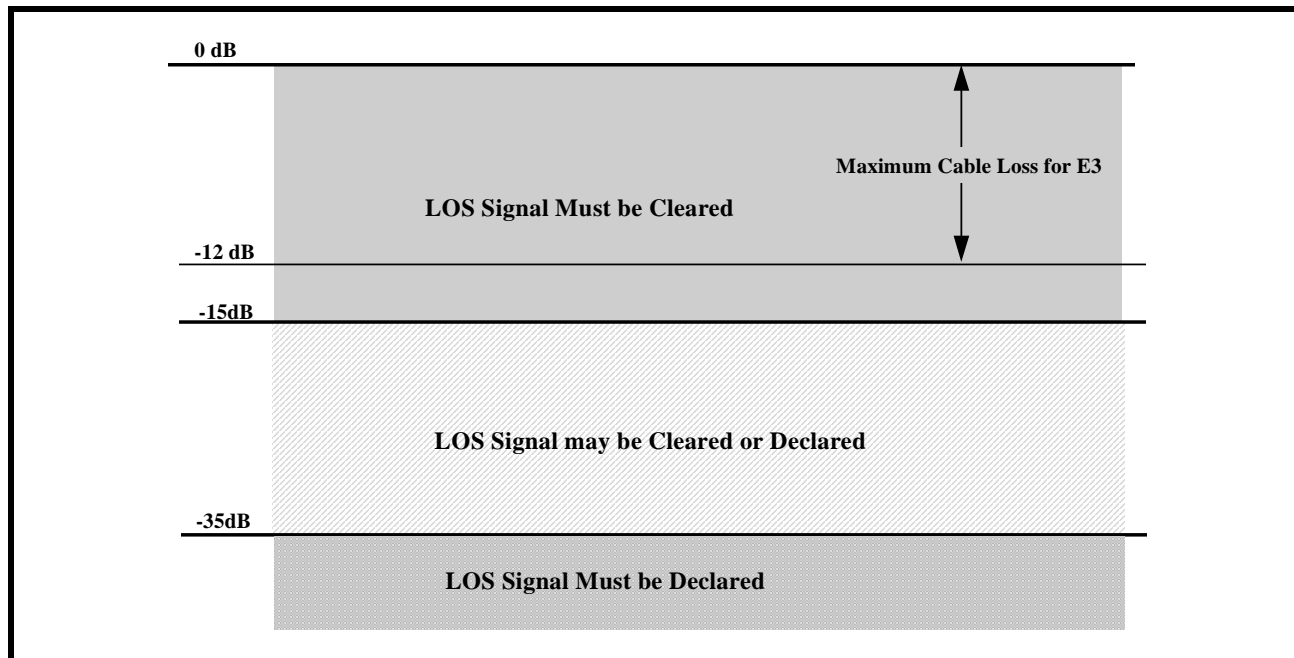 0 dB
Maximum Cable Loss for E3
LOS Signal Must be Cleared
-12 dB
-15dB
LOS Signal may be Cleared or Declared
-35dB
LOS Signal Must be Declared